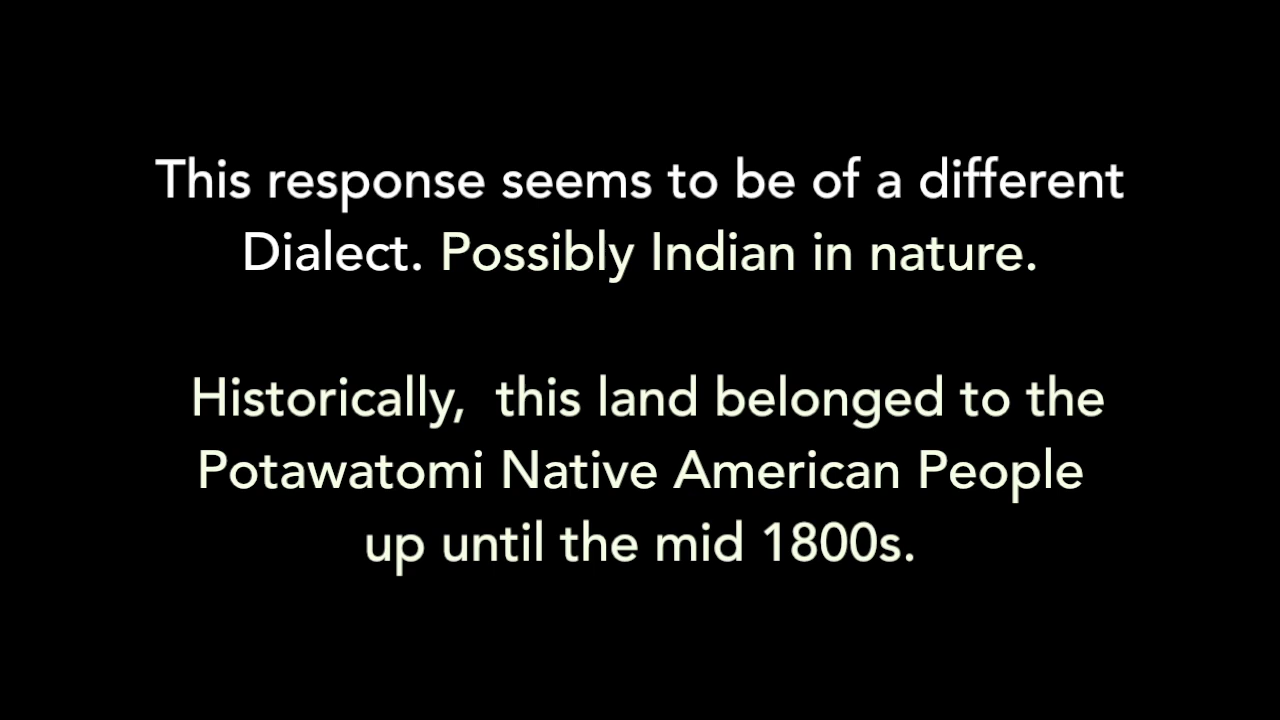 This response seems to be of a different
Dialect. Possibly Indian in nature.
Historically,  this land belonged to the
Potawatomi Native American People
up until the mid 1800s.